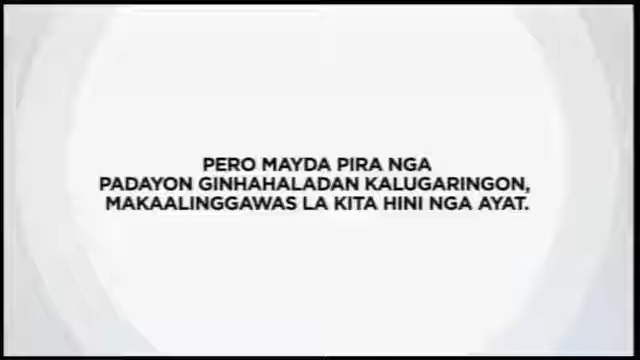 PERO MAYDA PIRA NGA
PADAYON GINHAHALADAN KALUGARINGON,
MAKAALINGGAWAS LA KITA HINI NGA AYAT.